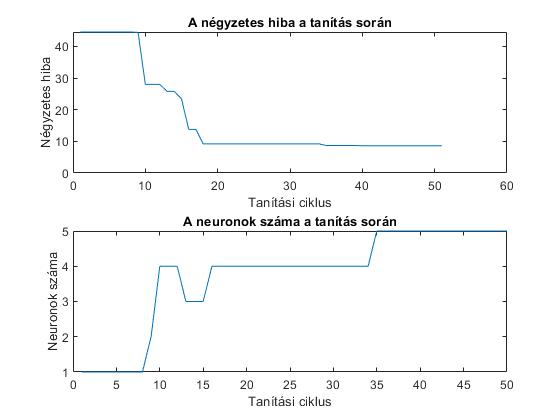 A négyzetes hiba a tanítás során
40
30
20
10
0
Négyzetes hiba
0 10 20 30 40 50 60
Tanítási ciklus
A neuronok száma a tanítás során
5
4
3
2
1
Neuronok száma
0 5 10 15 20 25 30 35 40 45 50
Tanítási ciklus